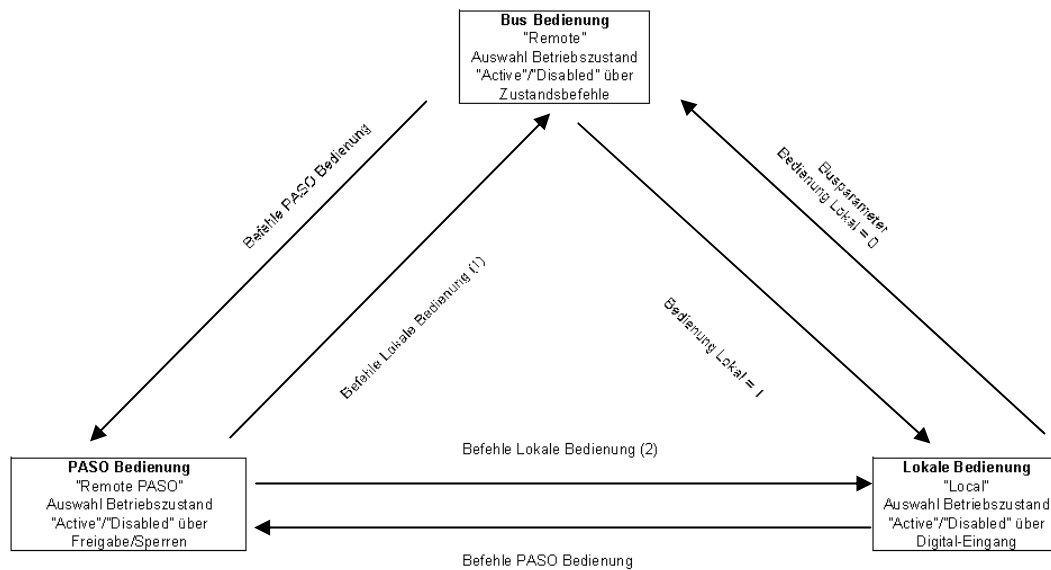 Bus Bedienung
"Remote"
Auswahl Betriebszustand
"Active"/"Disabled" über
Zustandsbefehle
Befehle PASO Bedienung
Befehle Lokale Bedienung (1)
Busparameter
Bedienung Lokal = 0
Bedienung Lokal = 1
Befehle Lokale Bedienung (2)
PASO Bedienung
"Remote PASO"
Auswahl Betriebszustand
"Active"/"Disabled" über
Freigabe/Sperren
Lokale Bedienung
"Local"
Auswahl Betriebszustand
"Active"/"Disabled" über
Digital-Eingang
Befehle PASO Bedienung